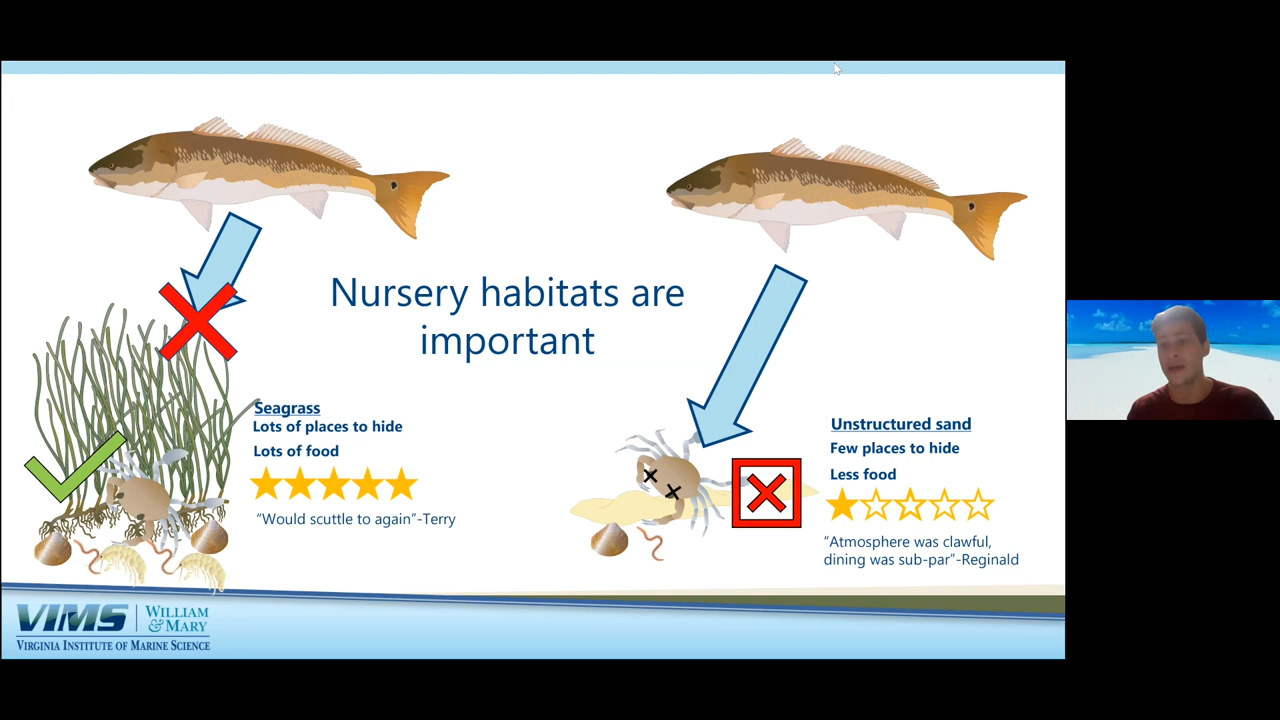 Nursery habitats are
important
Seagrass
Lots of places to hide
Lots of food
“Would scuttle to again”-Terry
Unstructured sand
Few places to hide
Less food
“Atmosphere was clawful,
dining was sub-par”-Reginald
VIMS
WILLIAM
& MARY
VIRGINIA INSTITUTE OF MARINE SCIENCE